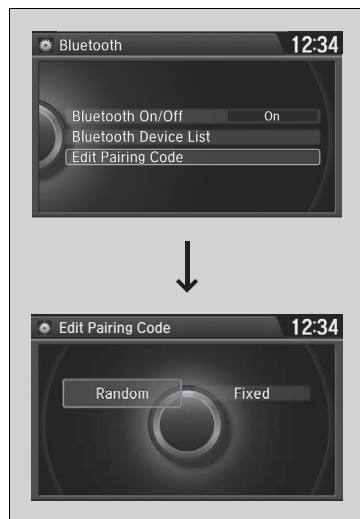 Bluetooth
12:34
Bluetooth On/Off On
Bluetooth Device List
Edit Pairing Code
Edit Pairing Code
12:34
Random Fixed